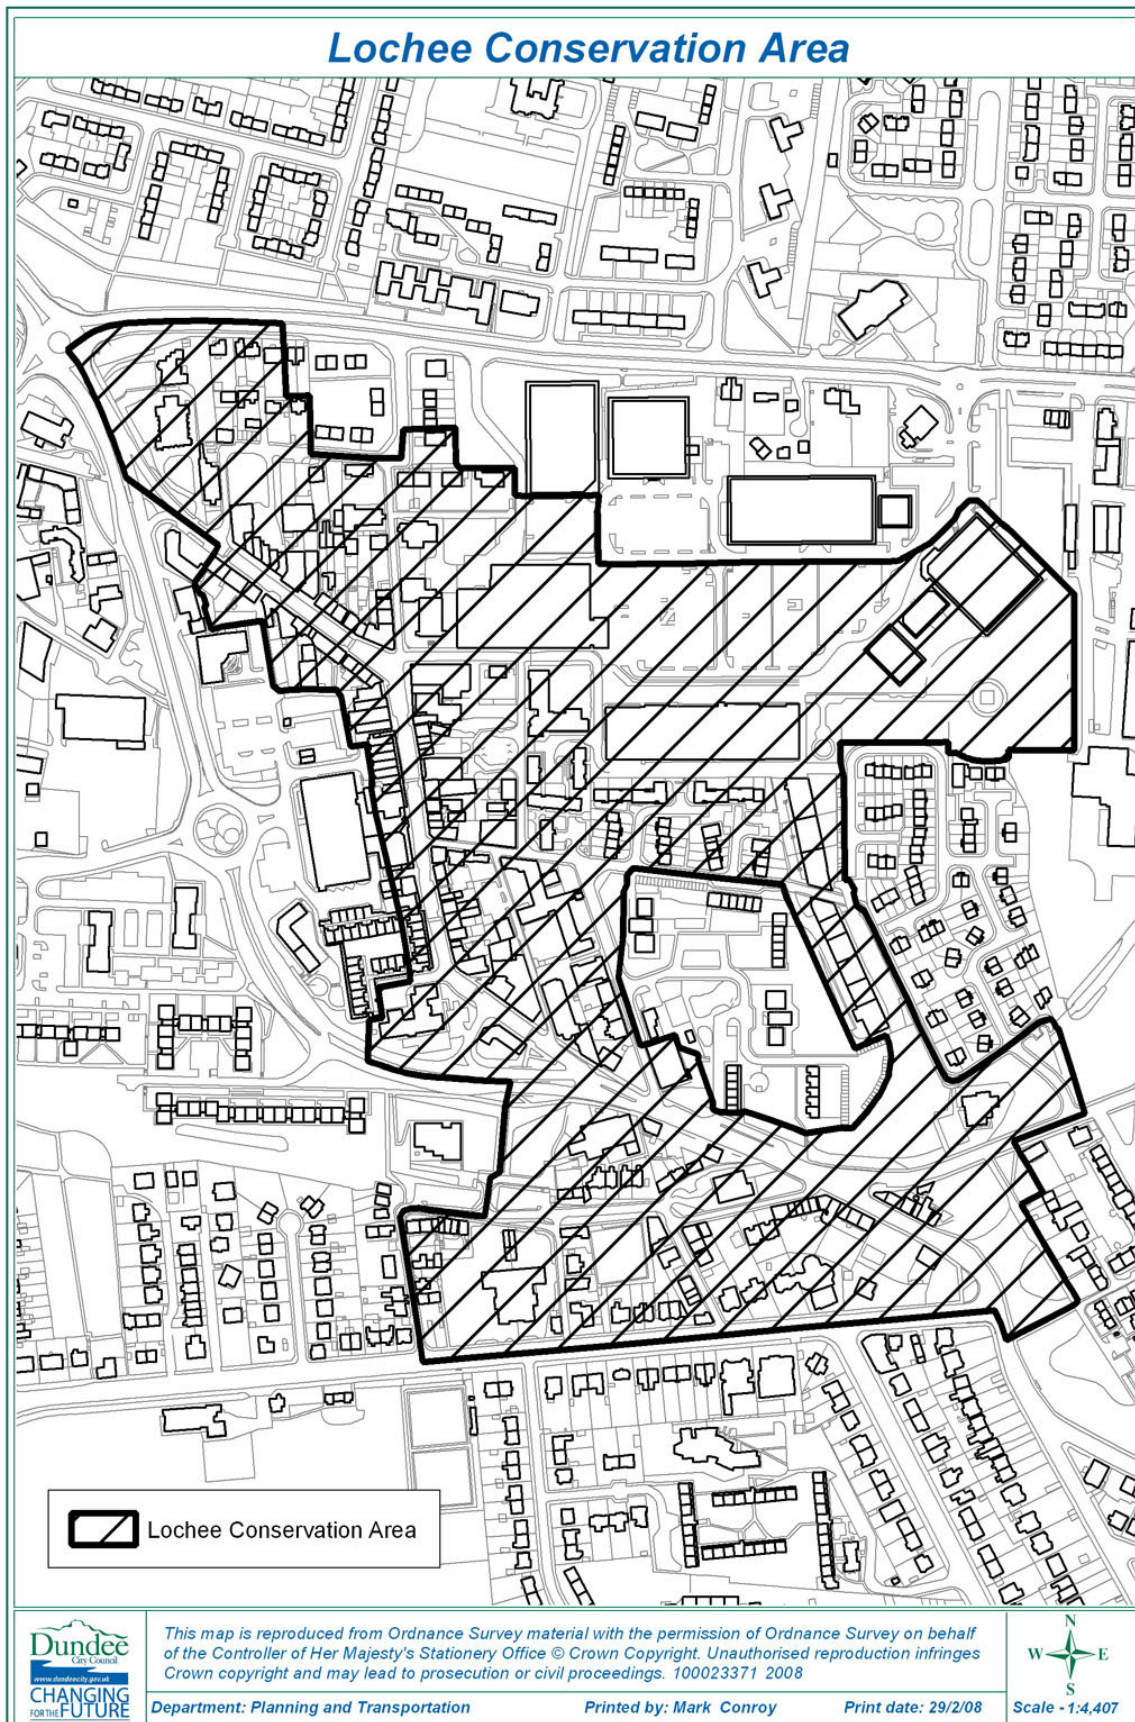 Lochee Conservation Area
Lochee Conservation Area
Dundee
City Council
www.dundeecity.gov.uk
CHANGING
FOR THE FUTURE
This map is reproduced from Ordnance Survey material with the permission of Ordnance Survey on behalf
of the Controller of Her Majesty's Stationery Office © Crown Copyright. Unauthorised reproduction infringes
Crown copyright and may lead to prosecution or civil proceedings. 100023371 2008
Department: Planning and Transportation Printed by: Mark Conroy Print date: 29/2/08
N
W E
S
Scale - 1:4,407